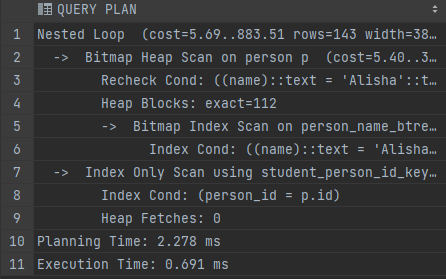 QUERY PLAN
1 Nested Loop (cost=5.69..883.51 rows=143 width=38…
2 -> Bitmap Heap Scan on person p (cost=5.40..3…
3 Recheck Cond: ((name)::text = 'Alisha'::t…
4 Heap Blocks: exact=112
5 -> Bitmap Index Scan on person_name_btre…
6 Index Cond: ((name)::text = 'Alisha…
7 -> Index Only Scan using student_person_id_key…
8 Index Cond: (person_id = p.id)
9 Heap Fetches: 0
10 Planning Time: 2.278 ms
11 Execution Time: 0.691 ms